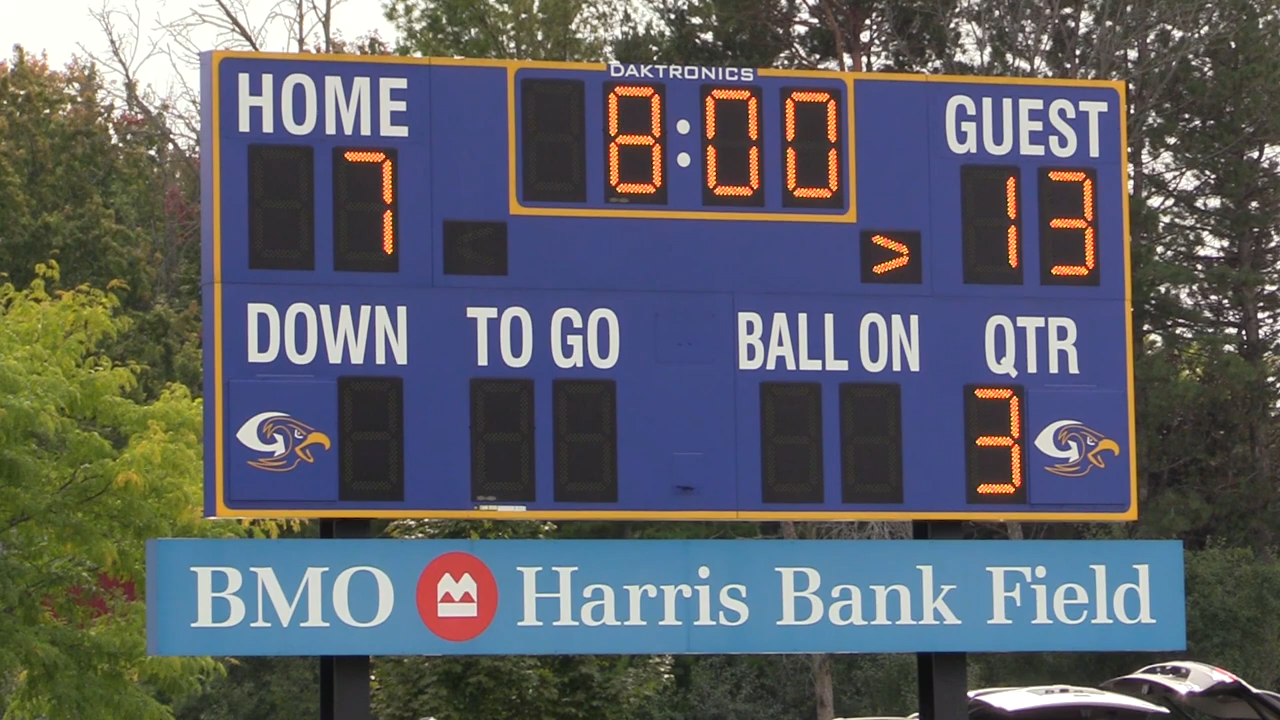 DAKTRONICS
HOME 8:00 GUEST
7 > 13
DOWN TO GO BALL ON QTR
3
BMO Harris Bank Field